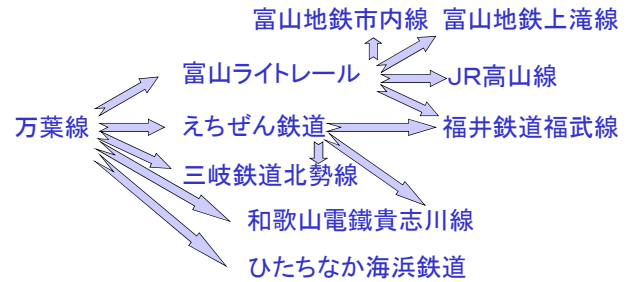 富山地鉄市内線 富山地鉄上滝線
富山ライトレール JR高山線
万葉線 えちぜん鉄道 福井鉄道福武線
三岐鉄道北勢線
和歌山電鐵貴志川線
ひたちなか海浜鉄道